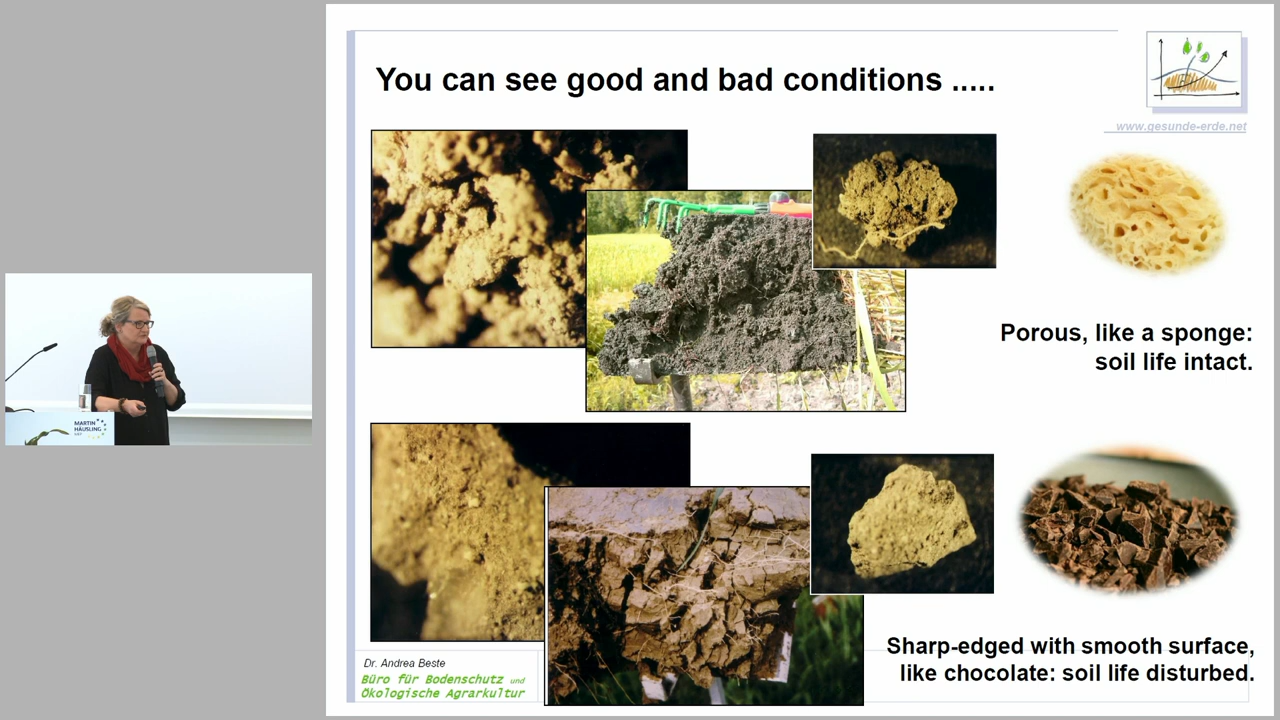 You can see good and bad conditions .....
www.gesunde-erde.net
Porous, like a sponge:
soil life intact.
MARTIN
HÄUSLING
Sharp-edged with smooth surface,
like chocolate: soil life disturbed.
Dr. Andrea Beste
Büro für Bodenschutz und
Ökologische Agrarkultur